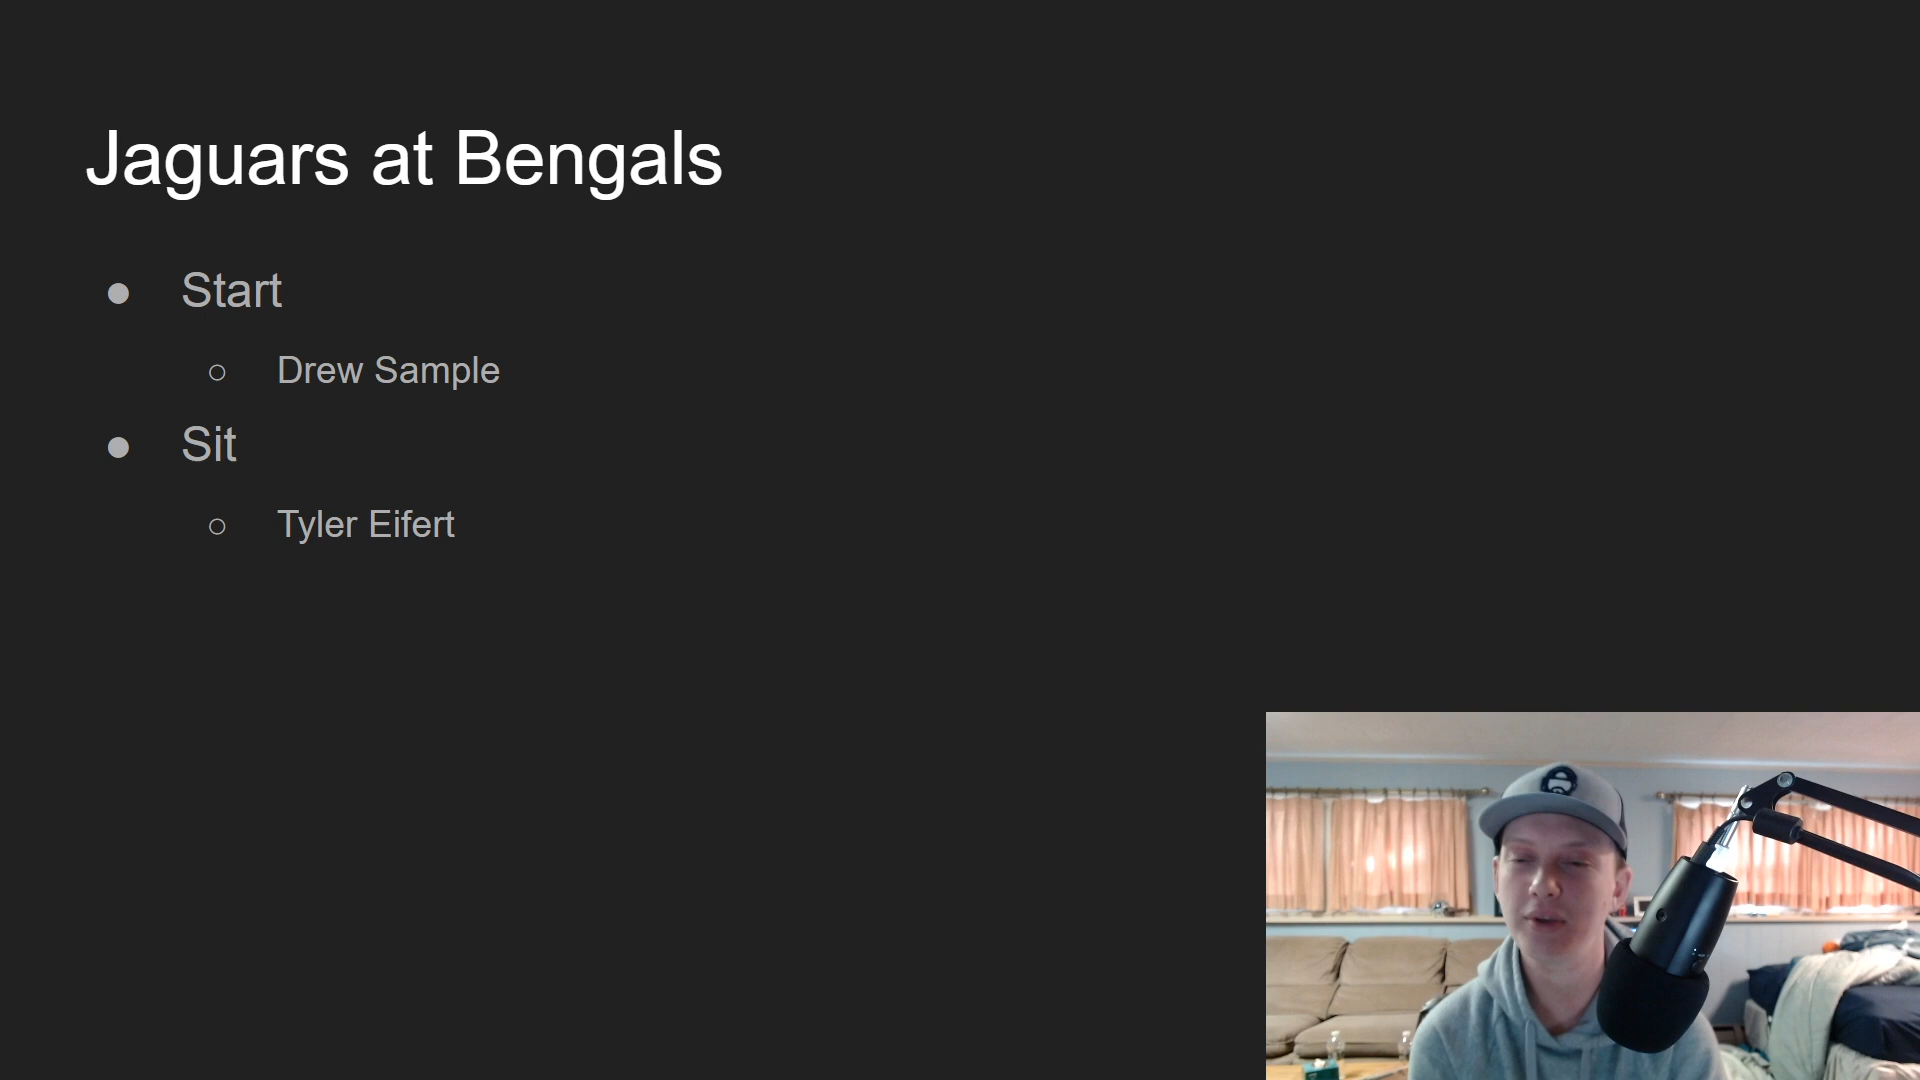 Jaguars at Bengals
● Start
○ Drew Sample
● Sit
○ Tyler Eifert